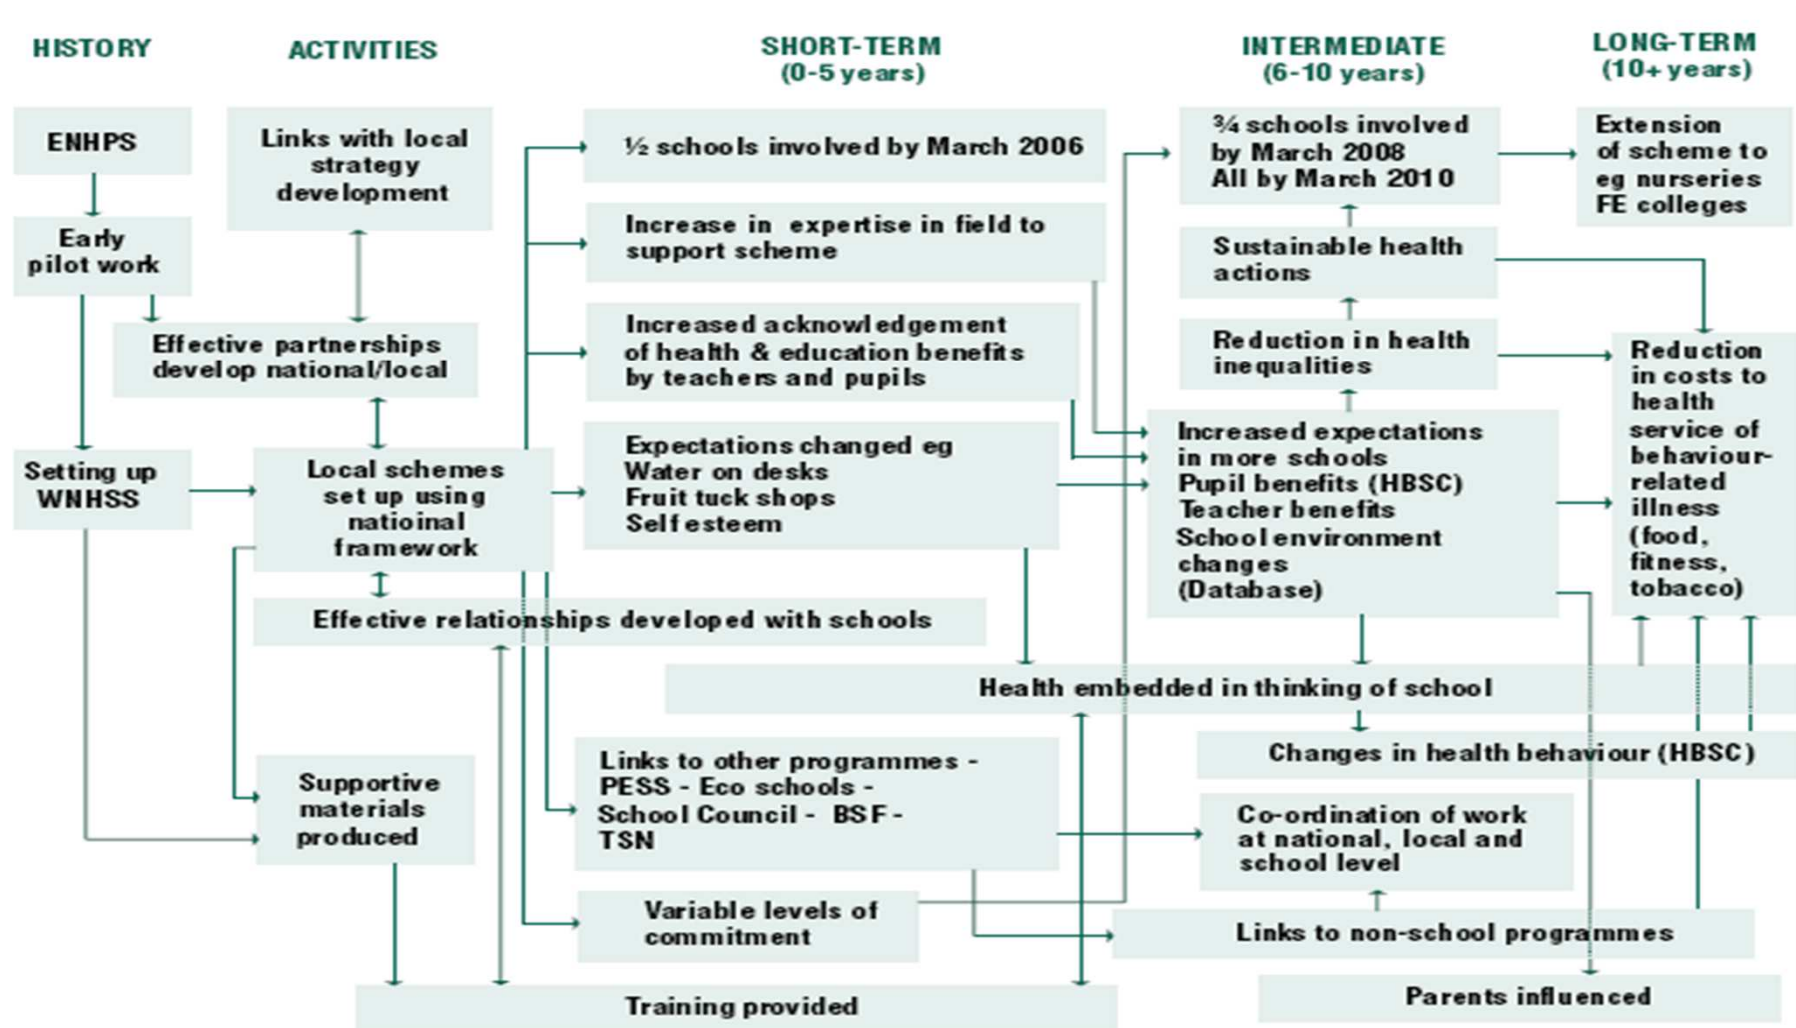 HISTORY
ACTIVITIES
SHORT-TERM
(0-5 years)
INTERMEDIATE
(6-10 years)
LONG-TERM
(10+ years)
ENHPS
Early
pilot work
Setting up
WNHSS
Links with local
strategy
development
Effective partnerships
develop national/local
Local schemes
set up using
natioinal
framework
Effective relationships developed with schools
Supportive
materials
produced
Training provided
½ schools involved by March 2006
Increase in expertise in field to
support scheme
Increased acknowledgement
of health & education benefits
by teachers and pupils
Expectations changed eg
Water on desks
Fruit tuck shops
Self esteem
Health embedded in thinking of school
Links to other programmes -
PESS - Eco schools -
School Council - BSF -
TSN
Variable levels of
commitment
¾ schools involved
by March 2008
All by March 2010
Sustainable health
actions
Reduction in health
inequalities
Increased expectations
in more schools
Pupil benefits (HBSC)
Teacher benefits
School environment
changes
(Database)
Changes in health behaviour (HBSC)
Co-ordination of work
at national, local and
school level
Links to non-school programmes
Parents influenced
Extension
of scheme to
eg nurseries
FE colleges
Reduction
in costs to
health
service of
behaviour-
related
illness
(food,
fitness,
tobacco)